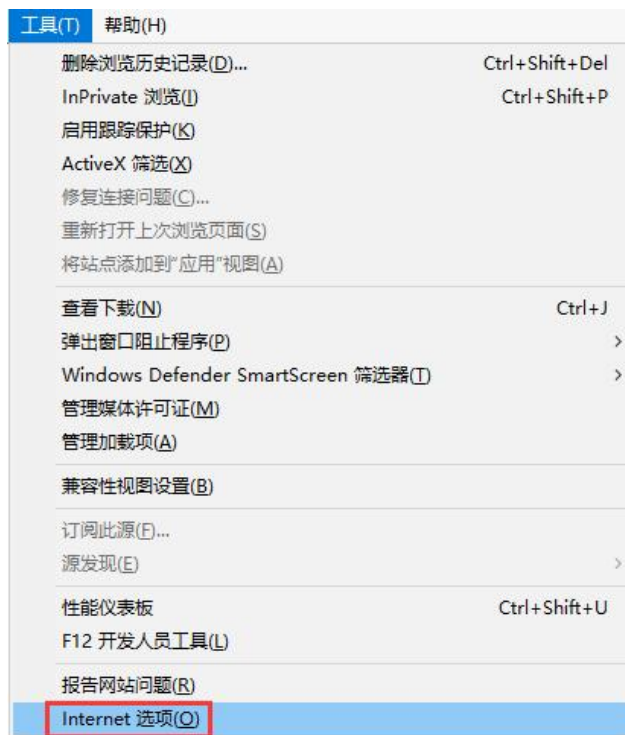 工具(T) 帮助(H)
删除浏览历史记录(D)... Ctrl+Shift+Del
InPrivate 浏览(I) Ctrl+Shift+P
启用跟踪保护(K)
ActiveX 筛选(X)
修复连接问题(C)...
重新打开上次浏览页面(S)
将站点添加到“应用”视图(A)
查看下载(N) Ctrl+J
弹出窗口阻止程序(P)
Windows Defender SmartScreen 筛选器(T)
管理媒体许可证(M)
管理加载项(A)
兼容性视图设置(B)
订阅此源(F)...
源发现(E)
性能仪表板 Ctrl+Shift+U
F12 开发人员工具(L)
报告网站问题(R)
Internet 选项(O)